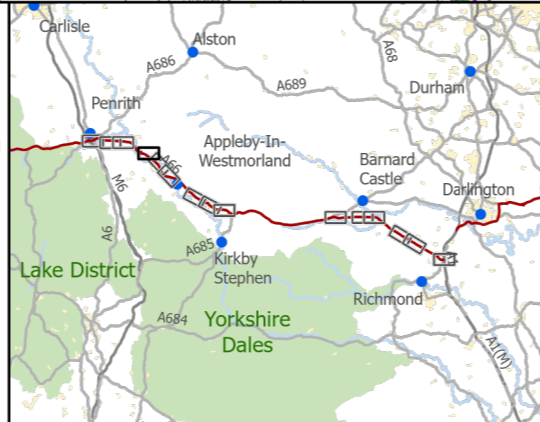 Carlisle
Alston
A686
A68
A689
Durham
Penrith
Appleby-In-
Westmorland
A66
Barnard
Castle
Darlington
M6
A6
A685
Lake District
Kirkby
Stephen
Richmond
A684
Yorkshire
Dales
A1(M)